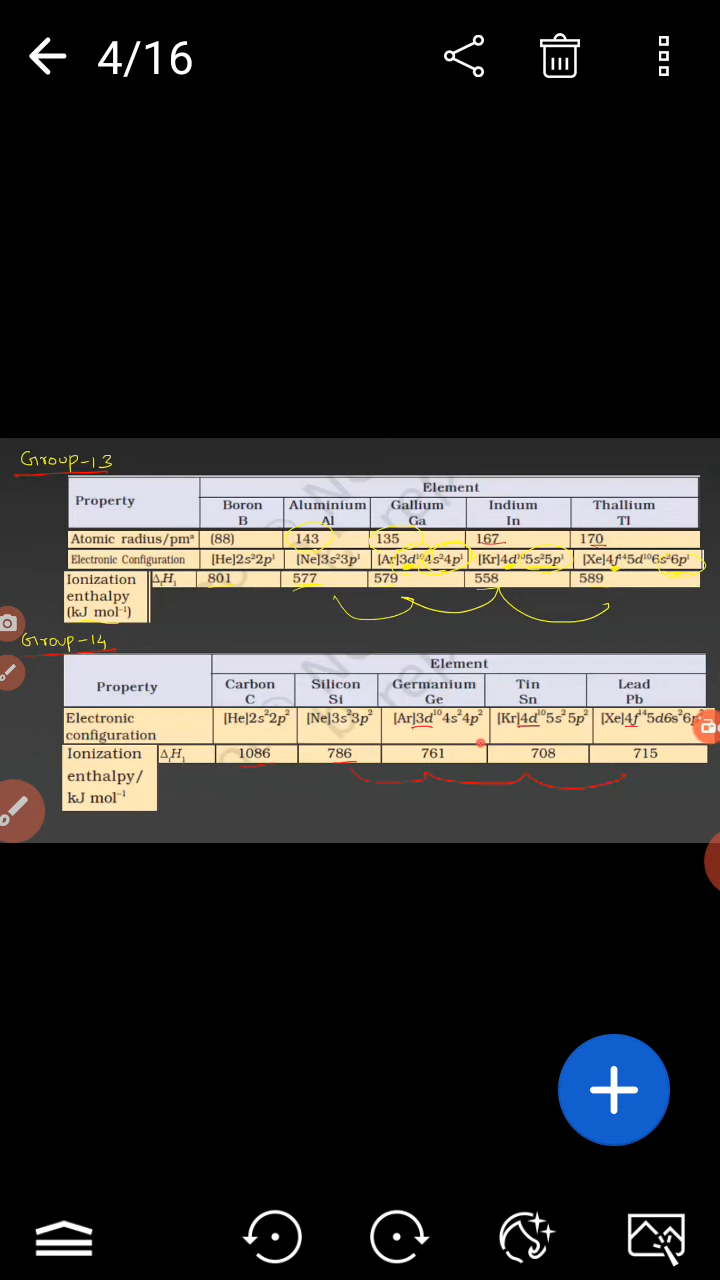 4/16
Group-13
Property Element
Boron B Aluminium Al Gallium Ga Indium In Thallium Tl
Atomic radius/pmᵃ (88) 143 135 167 170
Electronic Configuration [He]2s²2p¹ [Ne]3s²3p¹ [Ar]3d¹⁰4s²4p¹ [Kr]4d¹⁰5s²5p¹ [Xe]4f¹⁴5d¹⁰6s²6p¹
Ionization enthalpy (kJ mol⁻¹) ΔᵢH₁ 801 577 579 558 589
Group-14
Property Element
Carbon C Silicon Si Germanium Ge Tin Sn Lead Pb
Electronic configuration [He]2s²2p² [Ne]3s²3p² [Ar]3d¹⁰4s²4p² [Kr]4d¹⁰5s²5p² [Xe]4f¹⁴5d6s²6p²
Ionization enthalpy/ kJ mol⁻¹ ΔᵢH₁ 1086 786 761 708 715